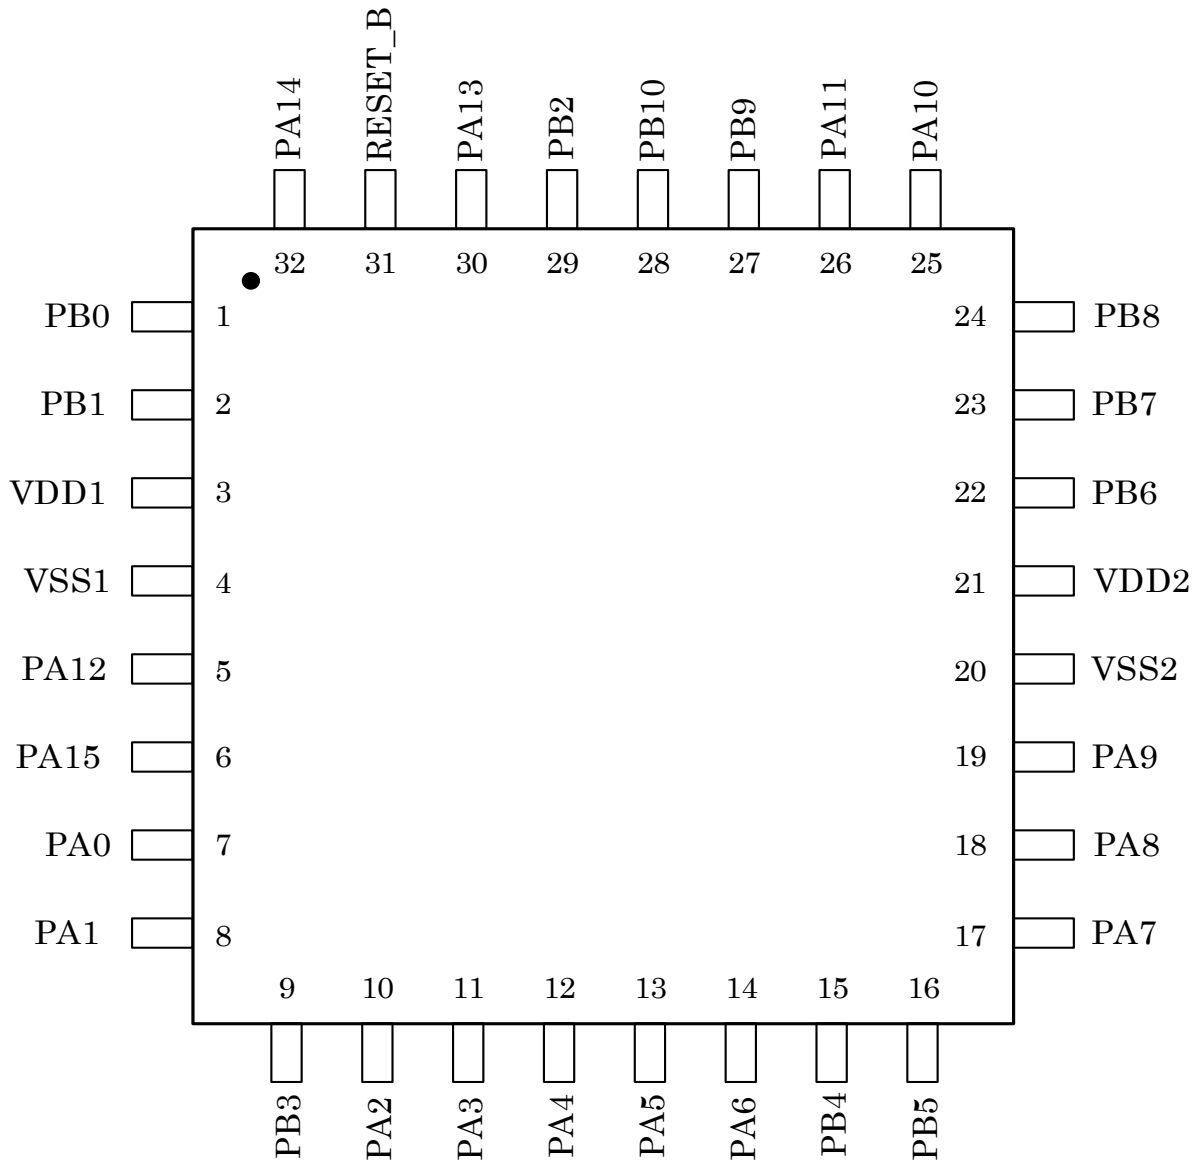 PA14 RESET_B PA13 PB2 PB10 PB9 PA11 PA10
32 31 30 29 28 27 26 25
PB0 1 24 PB8
PB1 2 23 PB7
VDD1 3 22 PB6
VSS1 4 21 VDD2
PA12 5 20 VSS2
PA15 6 19 PA9
PA0 7 18 PA8
PA1 8 17 PA7
9 10 11 12 13 14 15 16
PB3 PA2 PA3 PA4 PA5 PA6 PB4 PB5